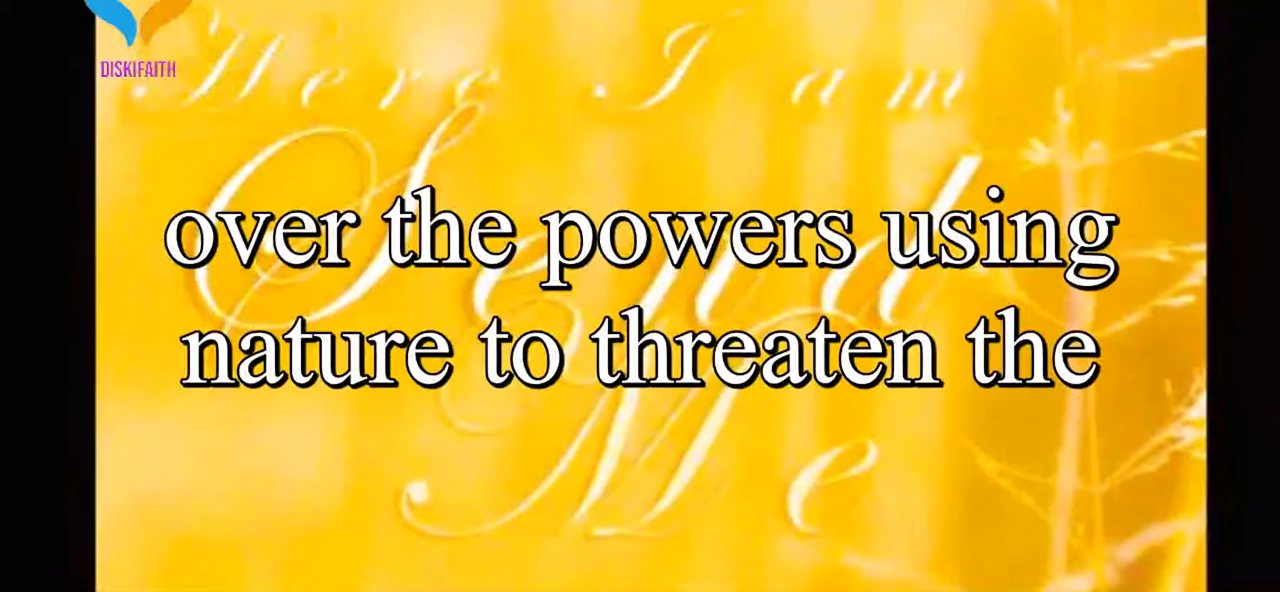 DISKIFAITH
Here I am
Send
over the powers using
nature to threaten the
Me